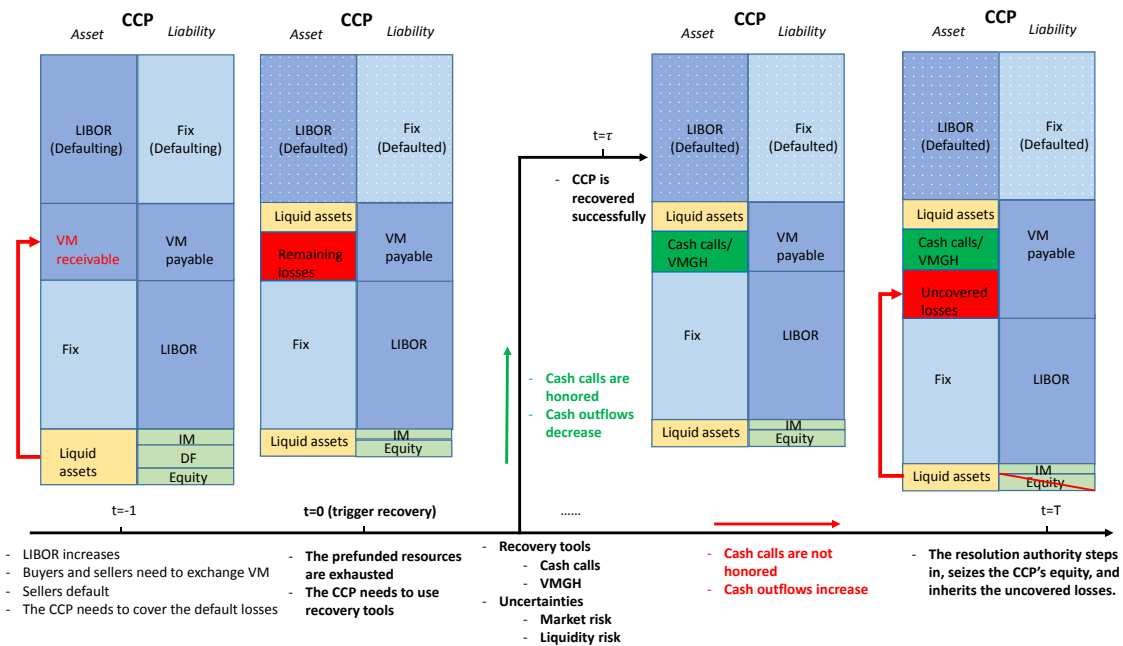 CCP
Asset
Liability
LIBOR
(Defaulting)
Fix
(Defaulting)
VM
receivable
VM
payable
Fix
LIBOR
Liquid
assets
IM
DF
Equity
t=-1
- LIBOR increases
- Buyers and sellers need to exchange VM
- Sellers default
- The CCP needs to cover the default losses
CCP
Asset
Liability
LIBOR
(Defaulted)
Fix
(Defaulted)
Liquid assets
Remaining
losses
VM
payable
Fix
LIBOR
Liquid assets
IM
Equity
t=0 (trigger recovery)
- The prefunded resources
are exhausted
- The CCP needs to use
recovery tools
t=τ
- CCP is
recovered
successfully
- Cash calls are
honored
- Cash outflows
decrease
......
- Recovery tools
- Cash calls
- VMGH
- Uncertainties
- Market risk
- Liquidity risk
CCP
Asset
Liability
LIBOR
(Defaulted)
Fix
(Defaulted)
Liquid assets
Cash calls/
VMGH
VM
payable
Fix
LIBOR
Liquid assets
IM
Equity
- Cash calls are not
honored
- Cash outflows increase
CCP
Asset
Liability
LIBOR
(Defaulted)
Fix
(Defaulted)
Liquid assets
Cash calls/
VMGH
Uncovered
losses
VM
payable
Fix
LIBOR
Liquid assets
IM
Equity
t=T
- The resolution authority steps
in, seizes the CCP's equity, and
inherits the uncovered losses.